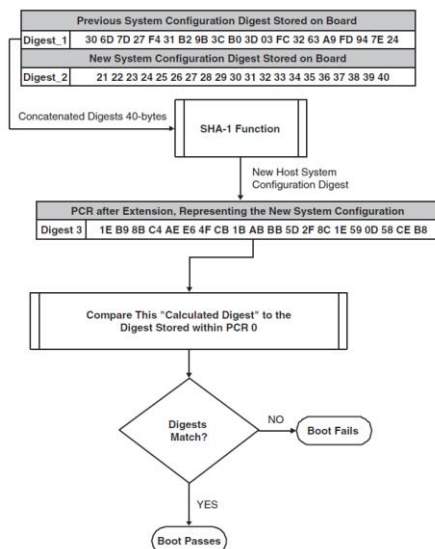 Previous System Configuration Digest Stored on Board
Digest_1 30 6D 7D 27 F4 31 B2 9B 3C B0 3D 03 FC 32 63 A9 FD 94 7E 24
New System Configuration Digest Stored on Board
Digest_2 21 22 23 24 25 26 27 28 29 30 31 32 33 34 35 36 37 38 39 40
Concatenated Digests 40-bytes
SHA-1 Function
New Host System
Configuration Digest
PCR after Extension, Representing the New System Configuration
Digest 3 1E B9 8B C4 AE E6 4F CB 1B AB BB 5D 2F 8C 1E 59 0D 58 CE B8
Compare This "Calculated Digest" to the
Digest Stored within PCR 0
Digests
Match?
NO
Boot Fails
YES
Boot Passes